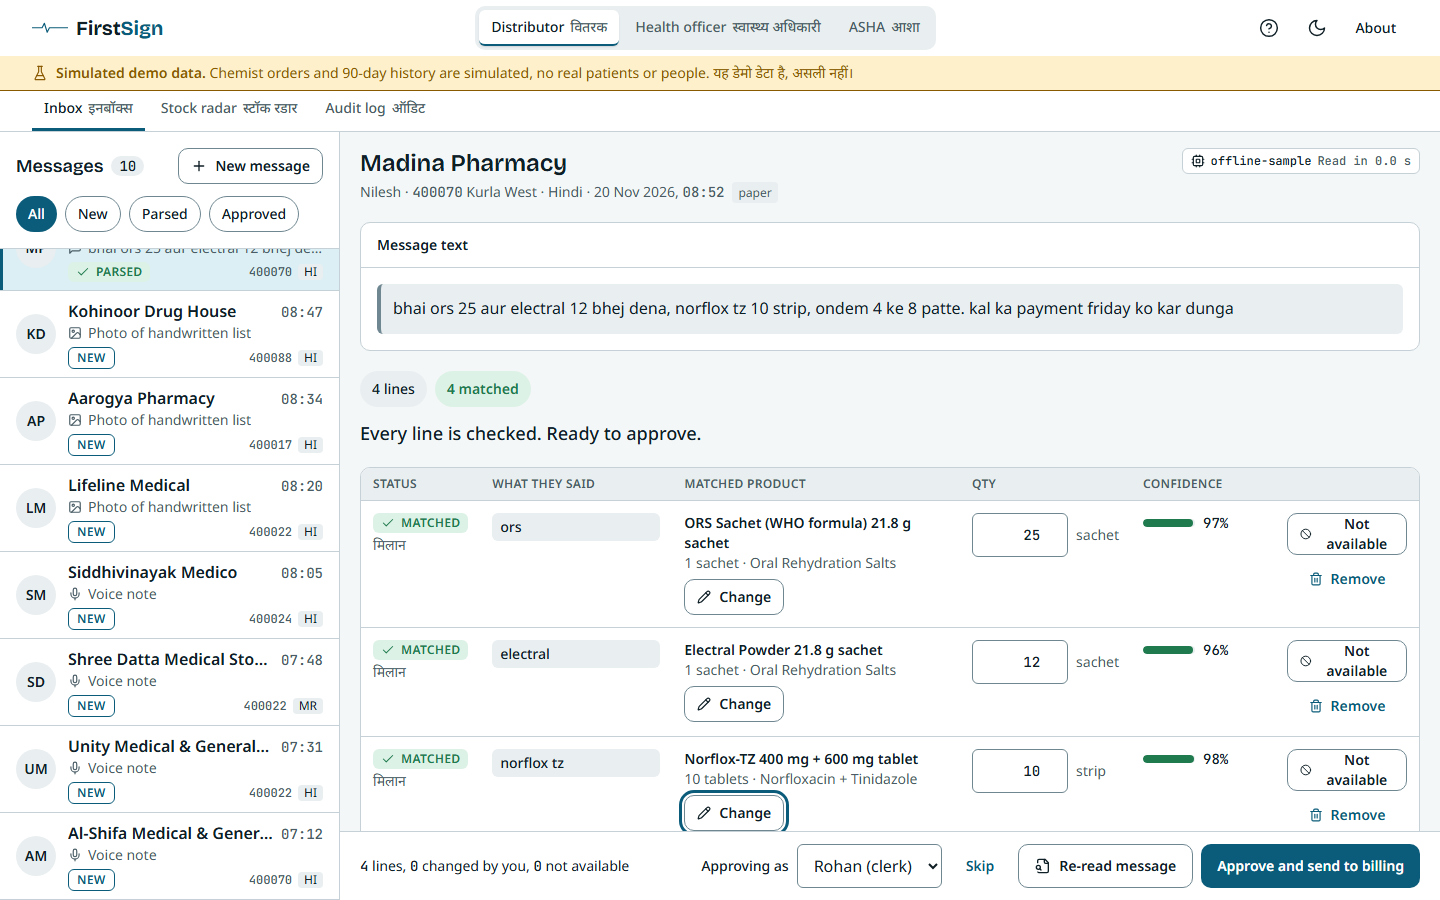 FirstSign
Distributor वितरक
Health officer स्वास्थ्य अधिकारी
ASHA आशा
About
Simulated demo data. Chemist orders and 90-day history are simulated, no real patients or people. यह डेमो डेटा है, असली नहीं।
Inbox इनबॉक्स
Stock radar स्टॉक रडार
Audit log ऑडिट
Messages 10
New message
All
New
Parsed
Approved
bhai ors 25 aur electral 12 bhej de...
PARSED
400070 HI
KD
Kohinoor Drug House 08:47
Photo of handwritten list
NEW
400088 HI
AP
Aarogya Pharmacy 08:34
Photo of handwritten list
NEW
400017 HI
LM
Lifeline Medical 08:20
Photo of handwritten list
NEW
400022 HI
SM
Siddhivinayak Medico 08:05
Voice note
NEW
400024 HI
SD
Shree Datta Medical Sto... 07:48
Voice note
NEW
400022 MR
UM
Unity Medical & General... 07:31
Voice note
NEW
400022 HI
AM
Al-Shifa Medical & Gener... 07:12
Voice note
NEW
400070 HI
Madina Pharmacy
offline-sample Read in 0.0 s
Nilesh · 400070 Kurla West · Hindi · 20 Nov 2026, 08:52 paper
Message text
bhai ors 25 aur electral 12 bhej dena, norflox tz 10 strip, ondem 4 ke 8 patte. kal ka payment friday ko kar dunga
4 lines
4 matched
Every line is checked. Ready to approve.
STATUS WHAT THEY SAID MATCHED PRODUCT QTY CONFIDENCE
MATCHED
मिलान
ors
ORS Sachet (WHO formula) 21.8 g
sachet
1 sachet · Oral Rehydration Salts
Change
25 sachet
97%
Not
available
Remove
MATCHED
मिलान
electral
Electral Powder 21.8 g sachet
1 sachet · Oral Rehydration Salts
Change
12 sachet
96%
Not
available
Remove
MATCHED
मिलान
norflox tz
Norflox-TZ 400 mg + 600 mg tablet
10 tablets · Norfloxacin + Tinidazole
Change
10 strip
98%
Not
available
Remove
4 lines, 0 changed by you, 0 not available
Approving as
Rohan (clerk)
Skip
Re-read message
Approve and send to billing